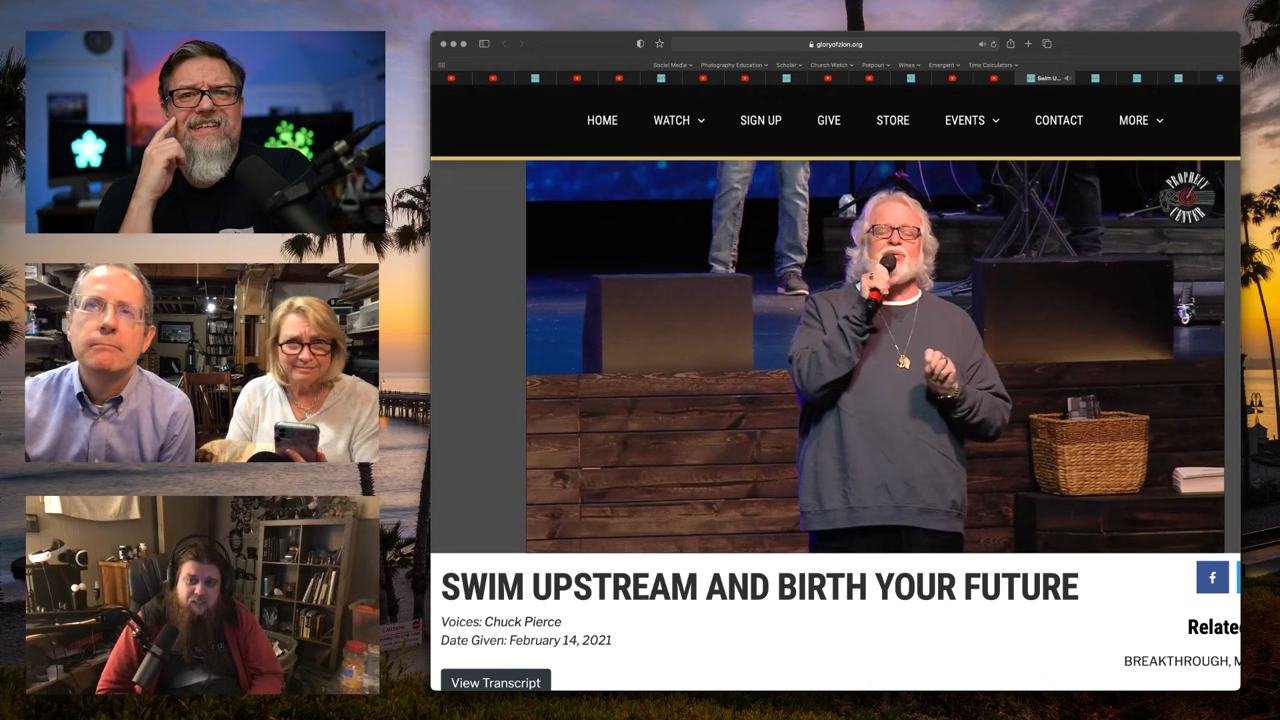 gloryofzion.org
Social Media
Photography Education
Scholar
Church Watch
Potpouri
Wines
Emergent
Time Calculators
Swim U...
HOME
WATCH
SIGN UP
GIVE
STORE
EVENTS
CONTACT
MORE
PROPHECY
CENTER
SWIM UPSTREAM AND BIRTH YOUR FUTURE
Voices: Chuck Pierce
Date Given: February 14, 2021
View Transcript
f
Relate
BREAKTHROUGH, M